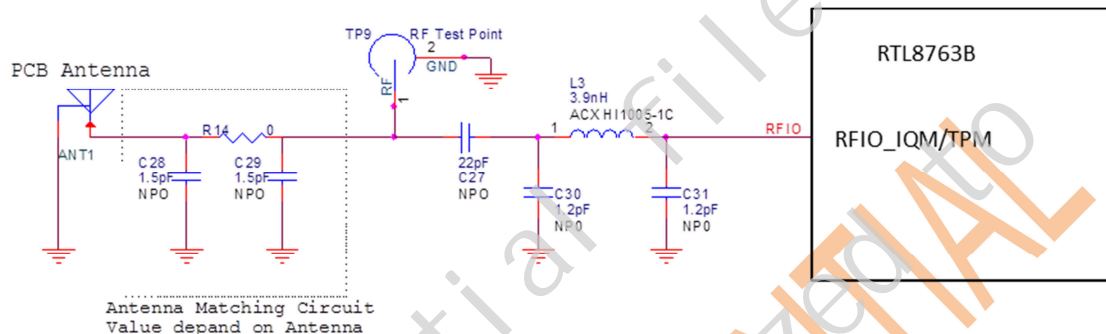 TP9
RF Test Point
2
GND
RF
1
PCB Antenna
ANT1
R14
0
C28
1.5pF
NPO
C29
1.5pF
NPO
22pF
C27
NPO
L3
3.9nH
ACX HI1005-1C
1
2
C30
1.2pF
NP0
C31
1.2pF
NP0
RFIO
RTL8763B
RFIO_IQM/TPM
Antenna Matching Circuit
Value depand on Antenna